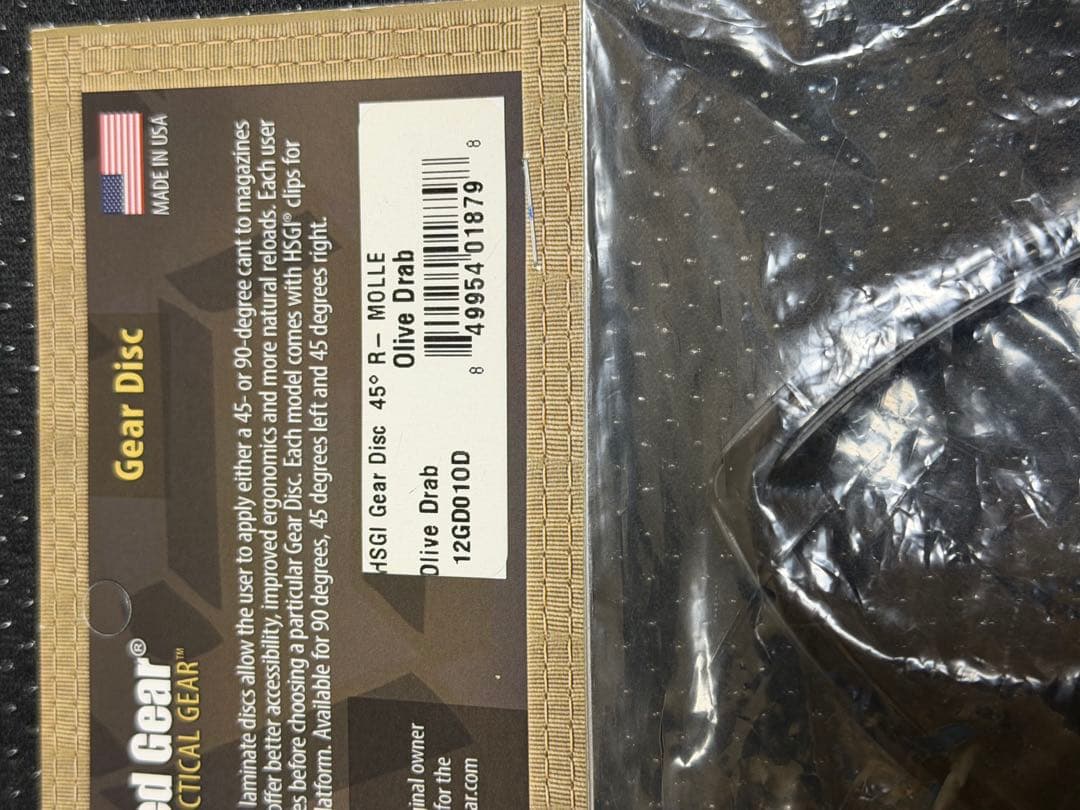 ed Gear®
CTICAL GEAR™
Gear Disc
MADE IN USA
laminate discs allow the user to apply either a 45- or 90-degree cant to magazines
offer better accessibility, improved ergonomics and more natural reloads. Each user
es before choosing a particular Gear Disc. Each model comes with HSGI® clips for
latform. Available for 90 degrees, 45 degrees left and 45 degrees right.
HSGI Gear Disc 45° R- MOLLE
Olive Drab
Olive Drab
12GD010D
8 49954 01879 8
inal owner
for the
ar.com